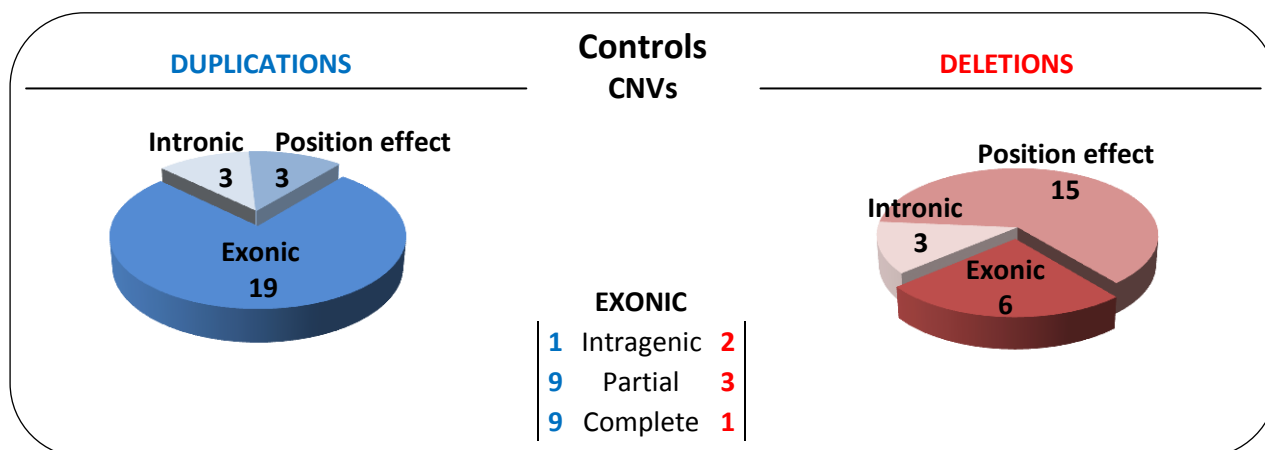 Controls
CNVs
DUPLICATIONS
Intronic
3
Position effect
3
Exonic
19
DELETIONS
Position effect
15
Intronic
3
Exonic
6
EXONIC
1 Intragenic 2
9 Partial 3
9 Complete 1